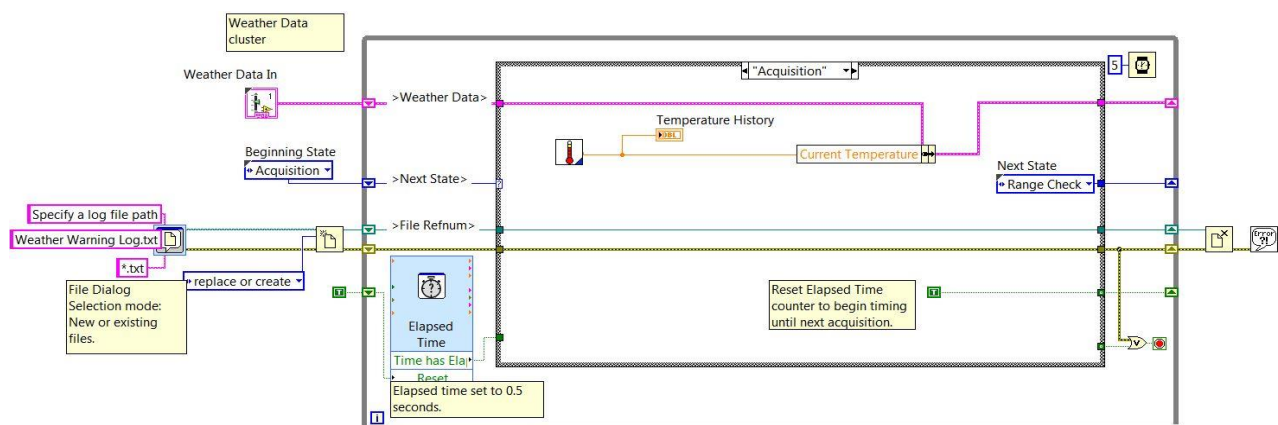 Weather Data
cluster
Weather Data In
1
"Acquisition"
5
>Weather Data>
Temperature History
DBL
Current Temperature
Beginning State
Acquisition
>Next State>
?
Next State
Range Check
Specify a log file path
>File Refnum>
Weather Warning Log.txt
Error
?!
*.txt
replace or create
File Dialog
Selection mode:
New or existing
files.
T
?
Elapsed
Time
Time has Ela
Reset
Elapsed time set to 0.5
seconds.
Reset Elapsed Time
counter to begin timing
until next acquisition.
T
V
i